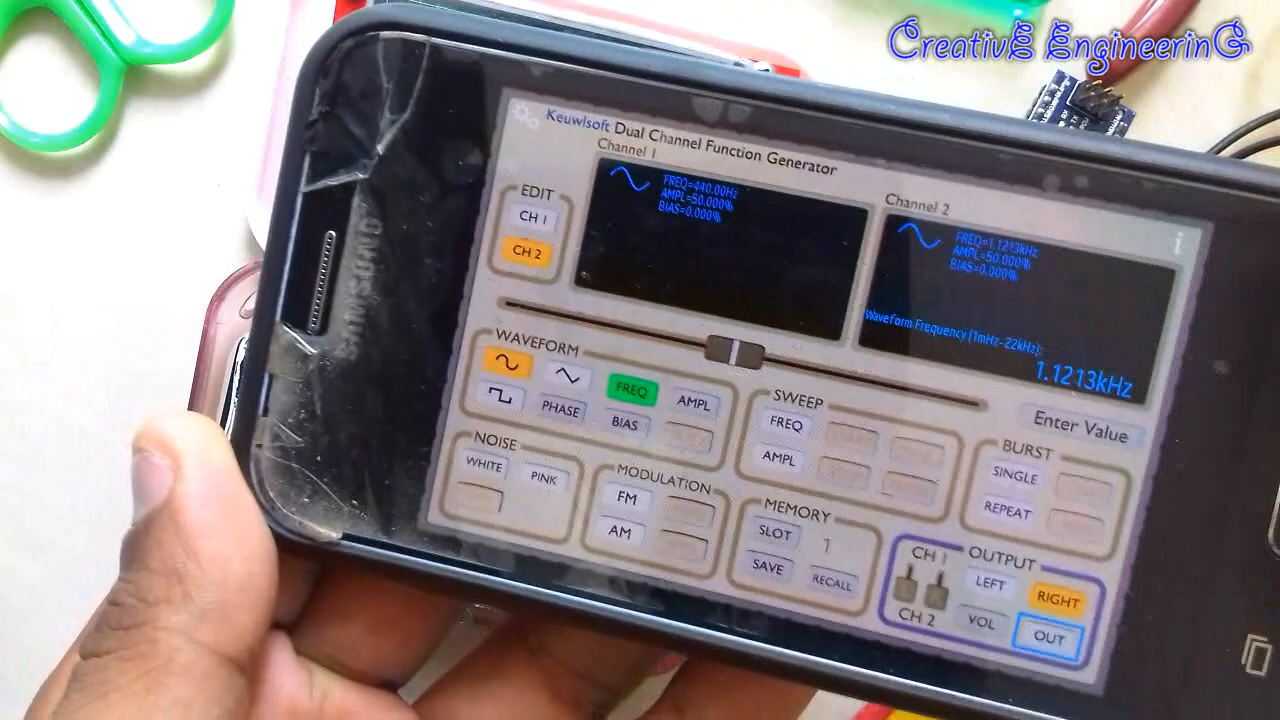 CreativE EngineerinG
Keuwlsoft Dual Channel Function Generator
Channel 1
FREQ=440.00Hz
AMPL=50.000%
BIAS=0.000%
Channel 2
FREQ=1.1213kHz
AMPL=50.000%
BIAS=0.000%
Waveform Frequency (1mHz-22kHz):
1.1213kHz
Enter Value
EDIT
CH 1
CH 2
WAVEFORM
FREQ
AMPL
PHASE
BIAS
SWEEP
FREQ
AMPL
BURST
SINGLE
REPEAT
NOISE
WHITE
PINK
MODULATION
FM
AM
MEMORY
SLOT
1
SAVE
RECALL
OUTPUT
CH 1
LEFT
RIGHT
CH 2
VOL
OUT
SAMSUNG